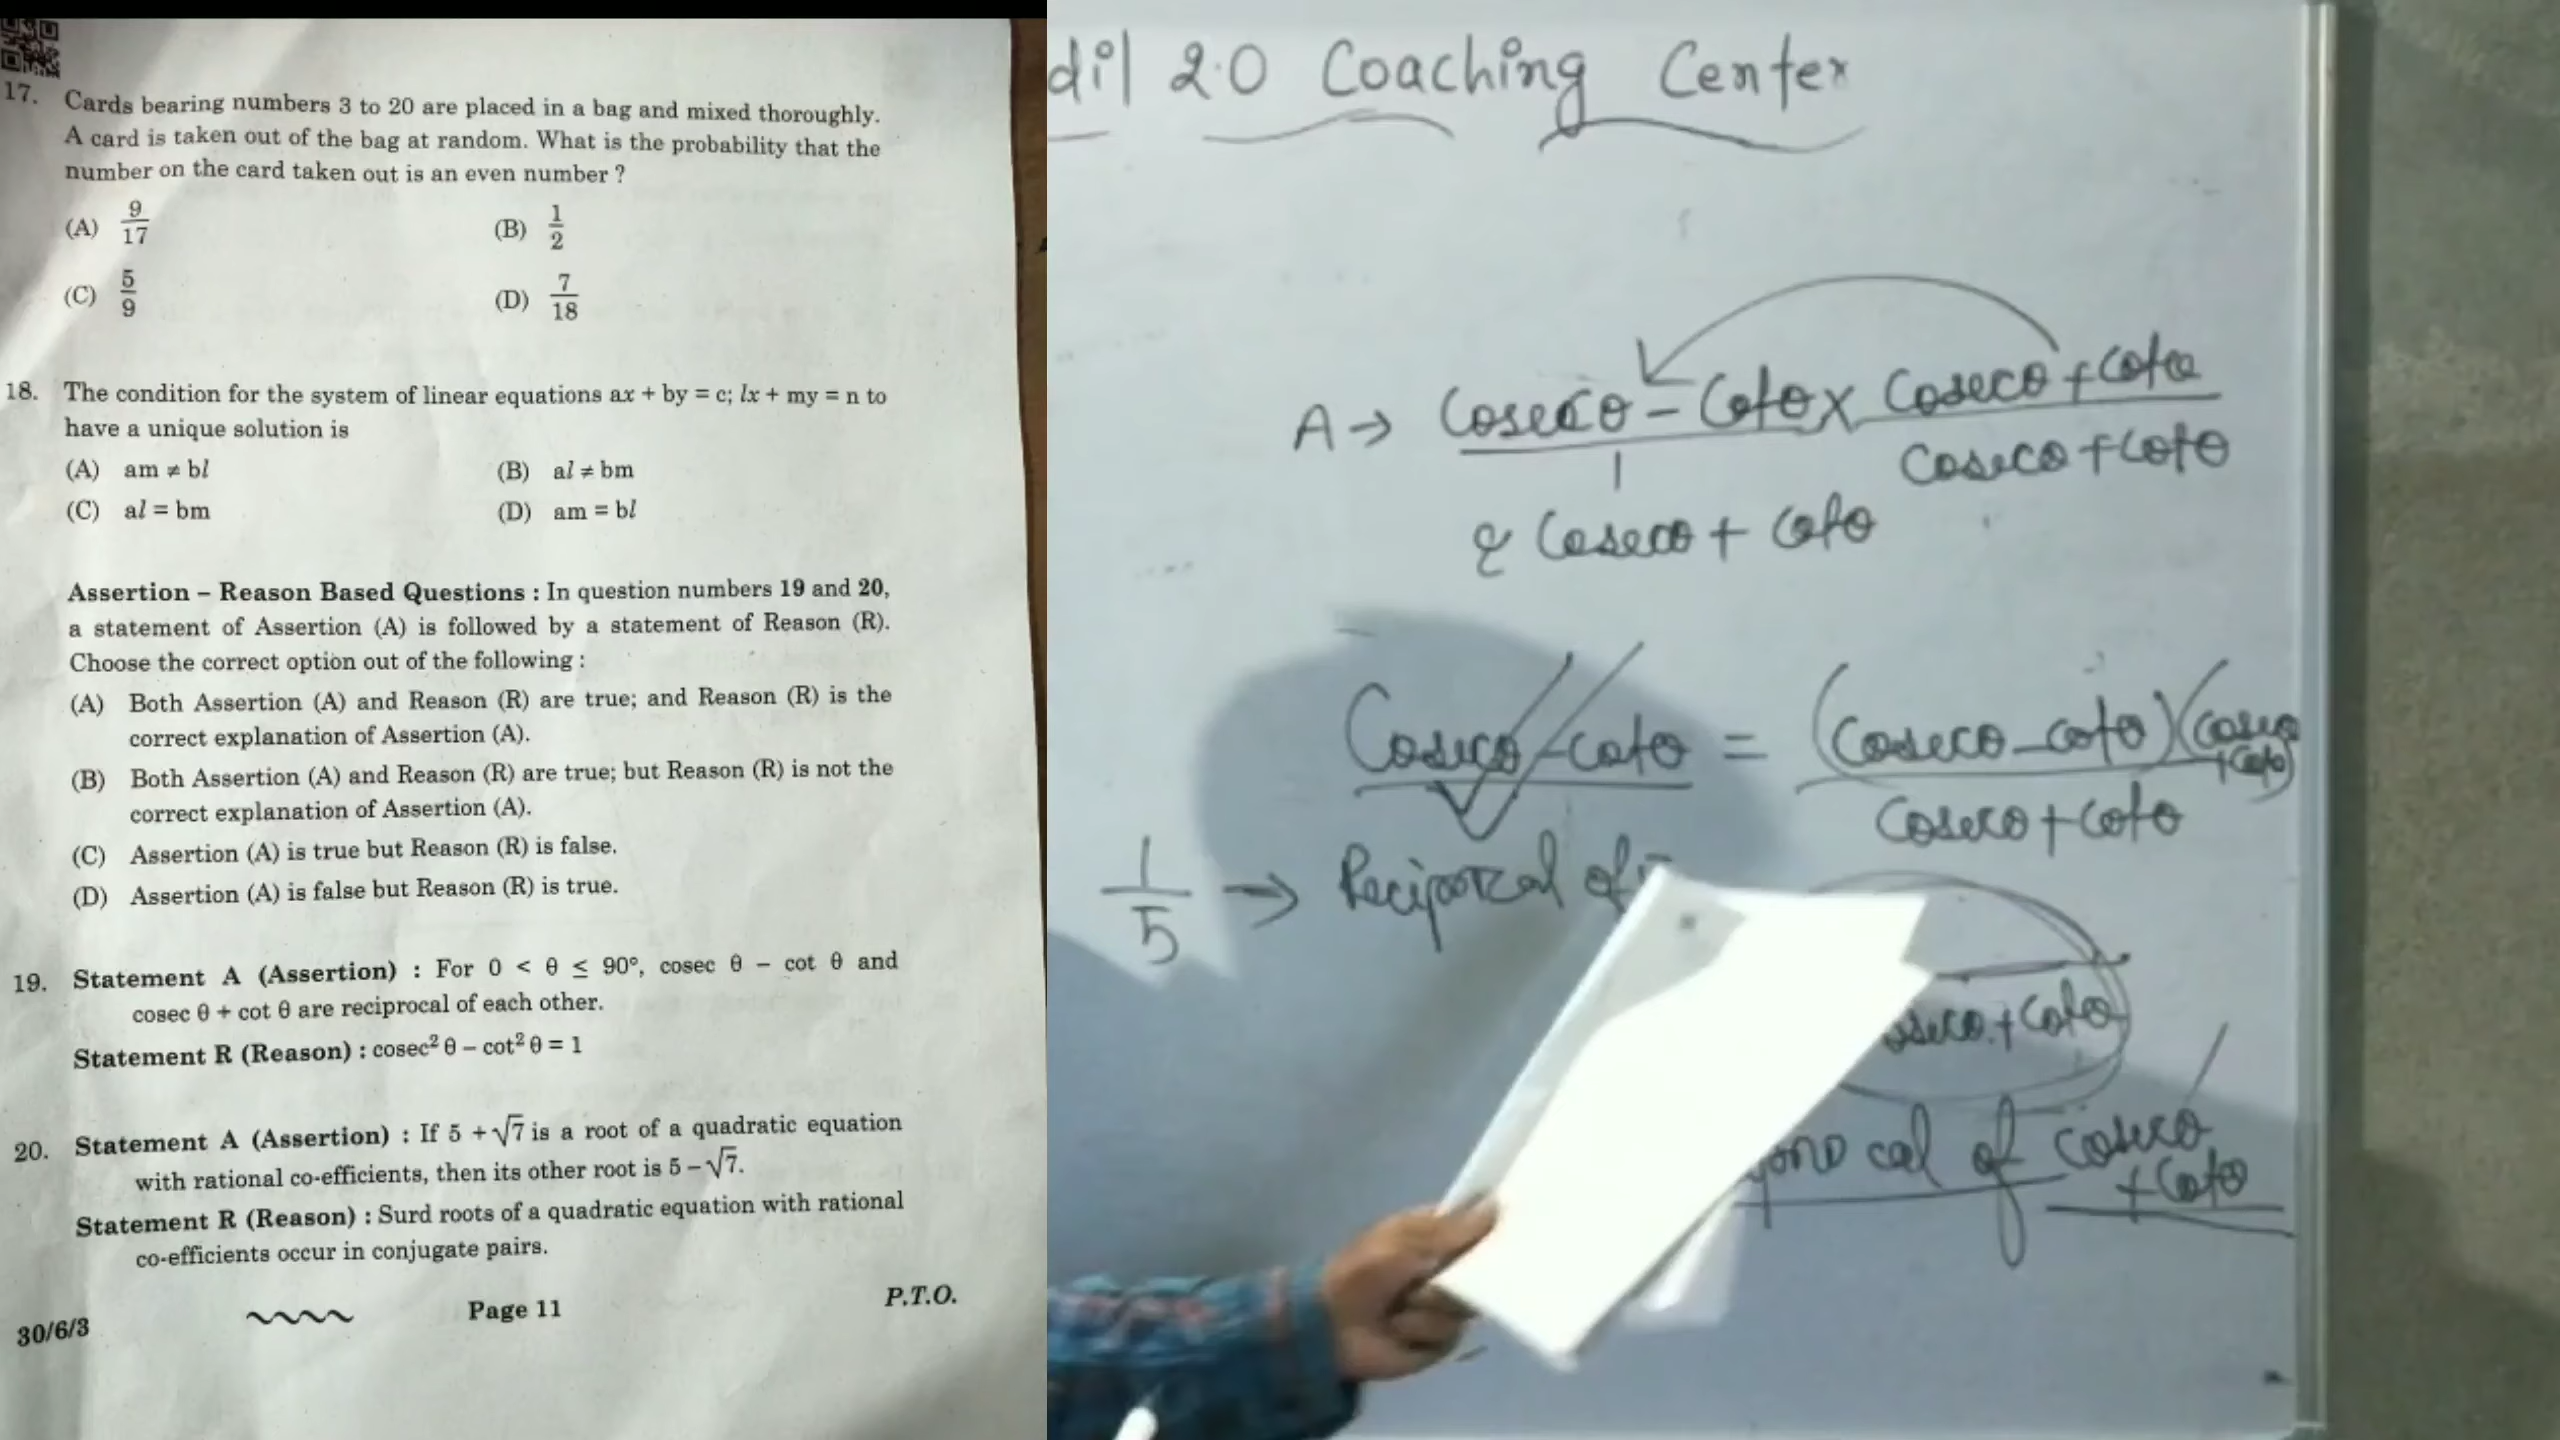 17. Cards bearing numbers 3 to 20 are placed in a bag and mixed thoroughly.
A card is taken out of the bag at random. What is the probability that the
number on the card taken out is an even number ?
(A) 9/17 (B) 1/2
(C) 5/9 (D) 7/18
18. The condition for the system of linear equations ax + by = c; lx + my = n to
have a unique solution is
(A) am ≠ bl (B) al ≠ bm
(C) al = bm (D) am = bl
Assertion – Reason Based Questions : In question numbers 19 and 20,
a statement of Assertion (A) is followed by a statement of Reason (R).
Choose the correct option out of the following :
(A) Both Assertion (A) and Reason (R) are true; and Reason (R) is the
correct explanation of Assertion (A).
(B) Both Assertion (A) and Reason (R) are true; but Reason (R) is not the
correct explanation of Assertion (A).
(C) Assertion (A) is true but Reason (R) is false.
(D) Assertion (A) is false but Reason (R) is true.
19. Statement A (Assertion) : For 0 < θ ≤ 90°, cosec θ – cot θ and
cosec θ + cot θ are reciprocal of each other.
Statement R (Reason) : cosec² θ – cot² θ = 1
20. Statement A (Assertion) : If 5 + √7 is a root of a quadratic equation
with rational co-efficients, then its other root is 5 – √7.
Statement R (Reason) : Surd roots of a quadratic equation with rational
co-efficients occur in conjugate pairs.
30/6/3 Page 11 P.T.O.
dil 2.0 Coaching Center
A → Cosecθ – Cotθ × Cosecθ + Cotθ
1 Cosecθ + Cotθ
& Cosecθ + Cotθ
Cosecθ – cotθ = (Cosecθ – cotθ)(Cosecθ + Cotθ)
Cosecθ + Cotθ
1/5 → Reciporcal of
+ Cotθ
cal of Cosecθ
+ Cotθ